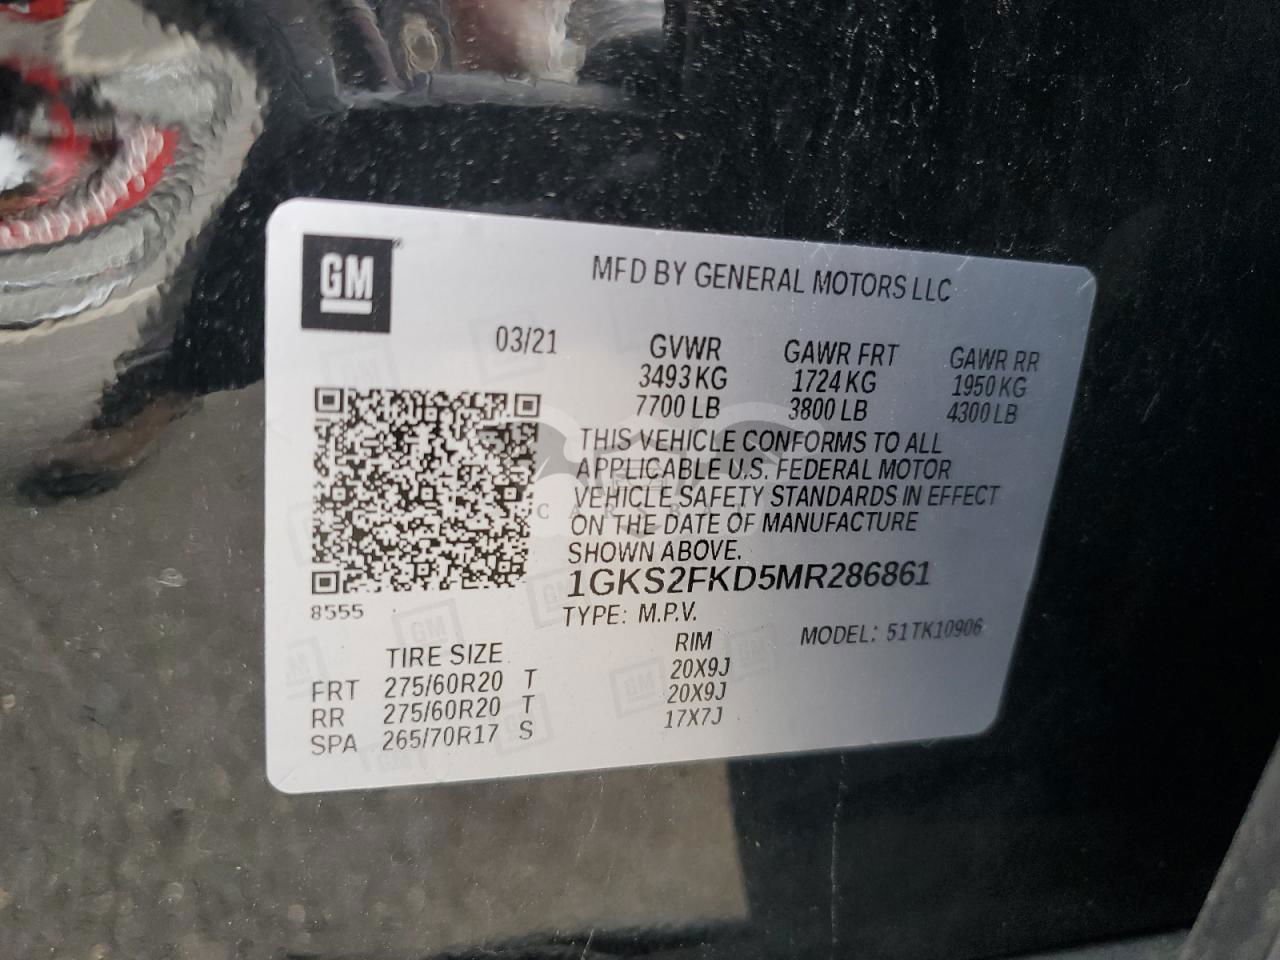 GM
MFD BY GENERAL MOTORS LLC
03/21 GVWR GAWR FRT GAWR RR
3493 KG 1724 KG 1950 KG
7700 LB 3800 LB 4300 LB
THIS VEHICLE CONFORMS TO ALL
APPLICABLE U.S. FEDERAL MOTOR
VEHICLE SAFETY STANDARDS IN EFFECT
ON THE DATE OF MANUFACTURE
SHOWN ABOVE.
1GKS2FKD5MR286861
8555 TYPE: M.P.V. MODEL: 51TK10906
TIRE SIZE RIM
FRT 275/60R20 T 20X9J
RR 275/60R20 T 20X9J
SPA 265/70R17 S 17X7J